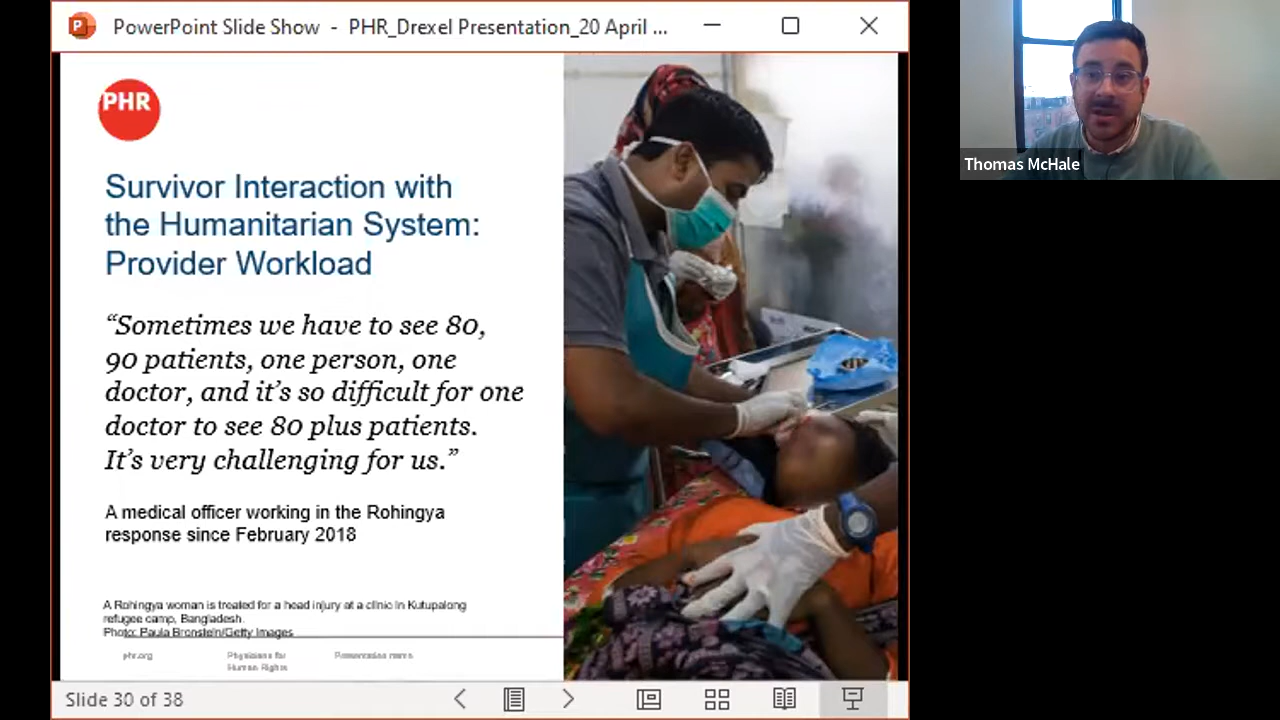 PowerPoint Slide Show - PHR_Drexel Presentation_20 April ...
PHR
Survivor Interaction with
the Humanitarian System:
Provider Workload
“Sometimes we have to see 80,
90 patients, one person, one
doctor, and it’s so difficult for one
doctor to see 80 plus patients.
It’s very challenging for us.”
A medical officer working in the Rohingya
response since February 2018
A Rohingya woman is treated for a head injury at a clinic in Kutupalong
refugee camp, Bangladesh.
Photo: Paula Bronstein/Getty Images
phr.org
Physicians for
Human Rights
Presentation name
Slide 30 of 38
Thomas McHale